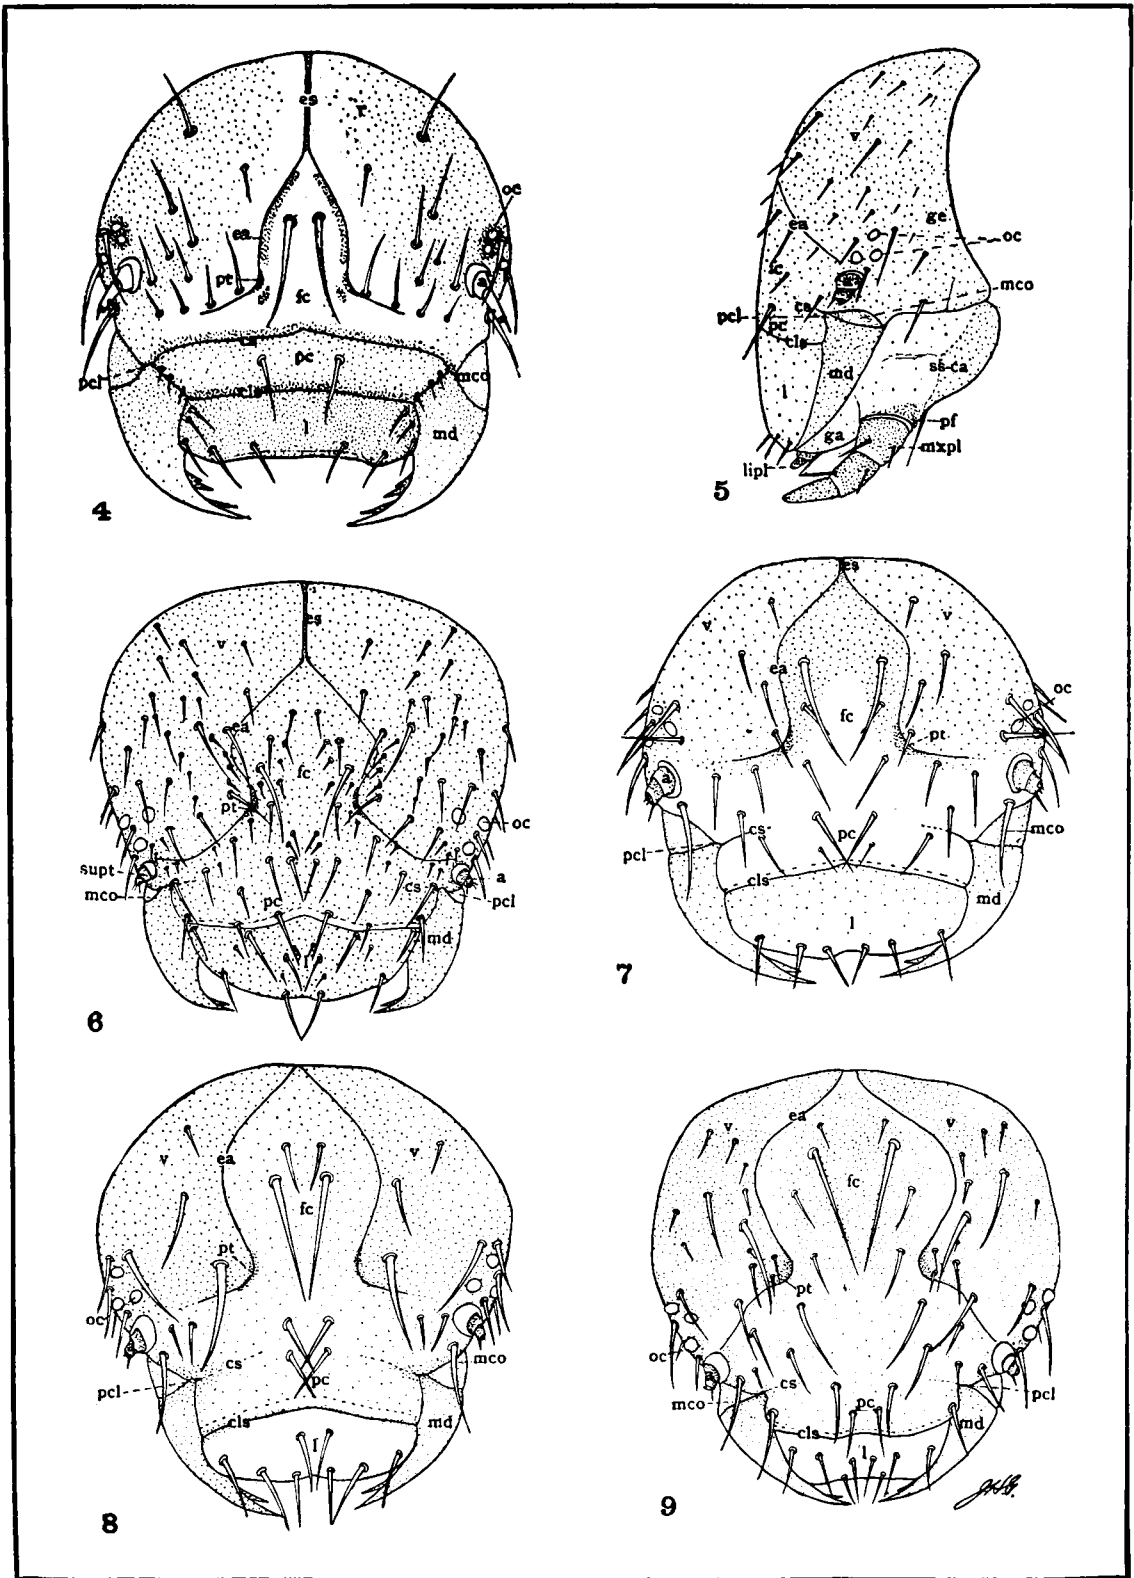 es
r
oe
ea
pt
a
fc
cs
pc
pcl
mco
cls
l
md
4
v
ge
ea
oc
fc
a
mco
pcl
cs
pc
cls
md
ss-ca
l
ga
pf
mxpl
lipl
5
es
v
ea
fc
pt
oc
supt
a
mco
cs
pcl
pc
md
l
6
es
v
v
ea
oc
fc
pt
a
cs
pc
mco
pcl
cls
md
l
7
v
ea
v
fc
pt
oc
cs
mco
pcl
pc
cls
md
l
8
ea
v
v
fc
pt
oc
cs
mco
pcl
pc
cls
md
l
9